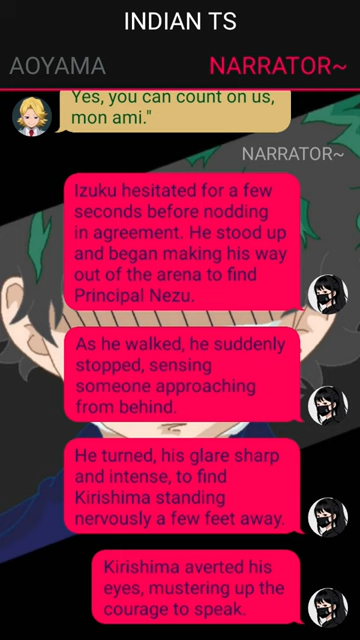 INDIAN TS
AOYAMA
NARRATOR~
Yes, you can count on us,
mon ami."
NARRATOR~
Izuku hesitated for a few
seconds before nodding
in agreement. He stood up
and began making his way
out of the arena to find
Principal Nezu.
As he walked, he suddenly
stopped, sensing
someone approaching
from behind.
He turned, his glare sharp
and intense, to find
Kirishima standing
nervously a few feet away.
Kirishima averted his
eyes, mustering up the
courage to speak.